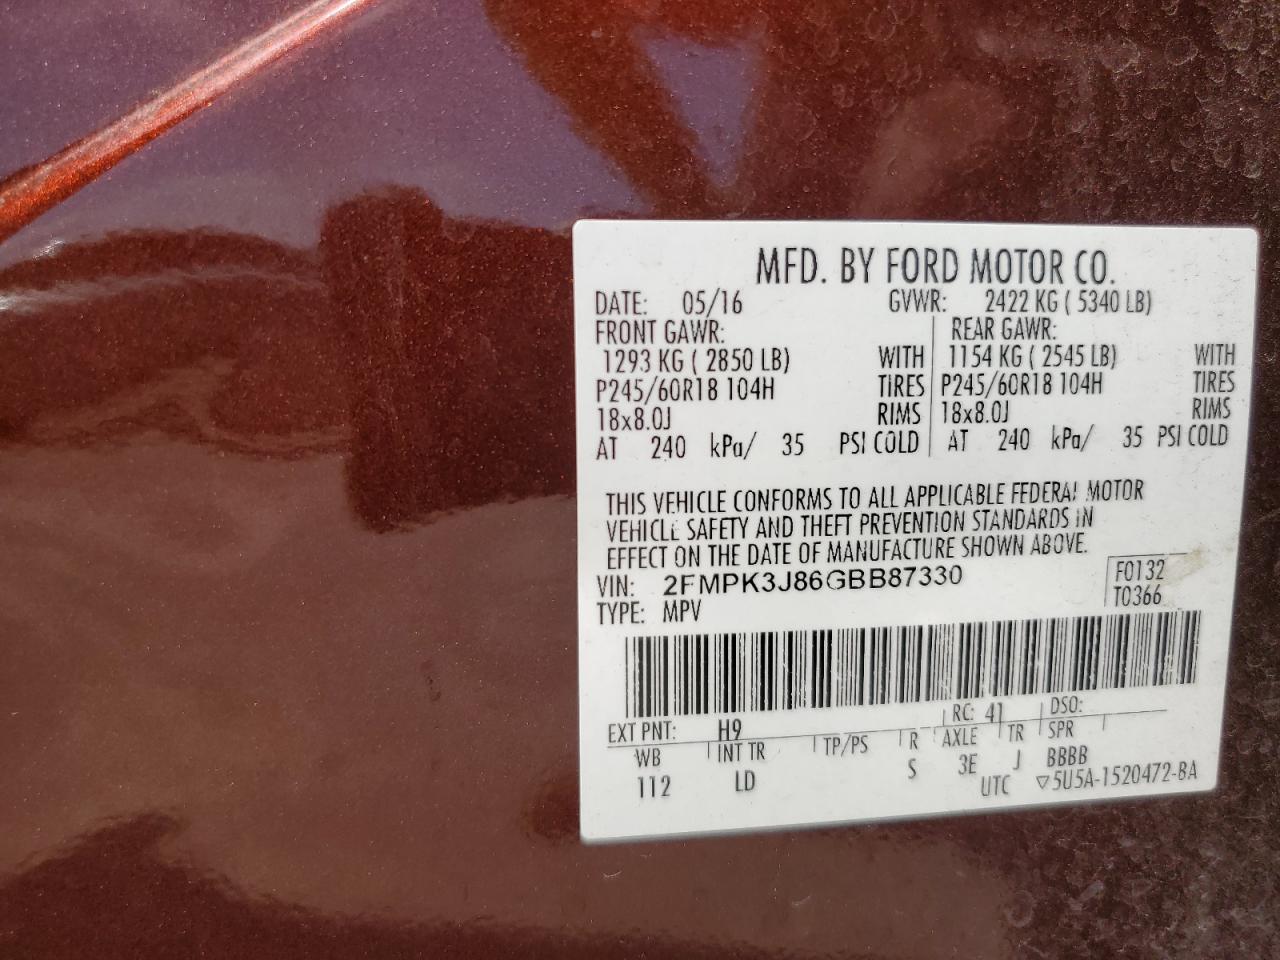 MFD. BY FORD MOTOR CO.
DATE: 05/16 GVWR: 2422 KG ( 5340 LB)
FRONT GAWR: REAR GAWR:
1293 KG ( 2850 LB) WITH 1154 KG ( 2545 LB) WITH
P245/60R18 104H TIRES P245/60R18 104H TIRES
18x8.0J RIMS 18x8.0J RIMS
AT 240 kPa/ 35 PSI COLD AT 240 kPa/ 35 PSI COLD
THIS VEHICLE CONFORMS TO ALL APPLICABLE FEDERAL MOTOR
VEHICLE SAFETY AND THEFT PREVENTION STANDARDS IN
EFFECT ON THE DATE OF MANUFACTURE SHOWN ABOVE.
VIN: 2FMPK3J86GBB87330 F0132
TYPE: MPV T0366
EXT PNT: H9 RC: 41 DSO:
WB INT TR TP/PS R AXLE TR SPR
112 LD S 3E J BBBB
UTC ▽5U5A-1520472-BA